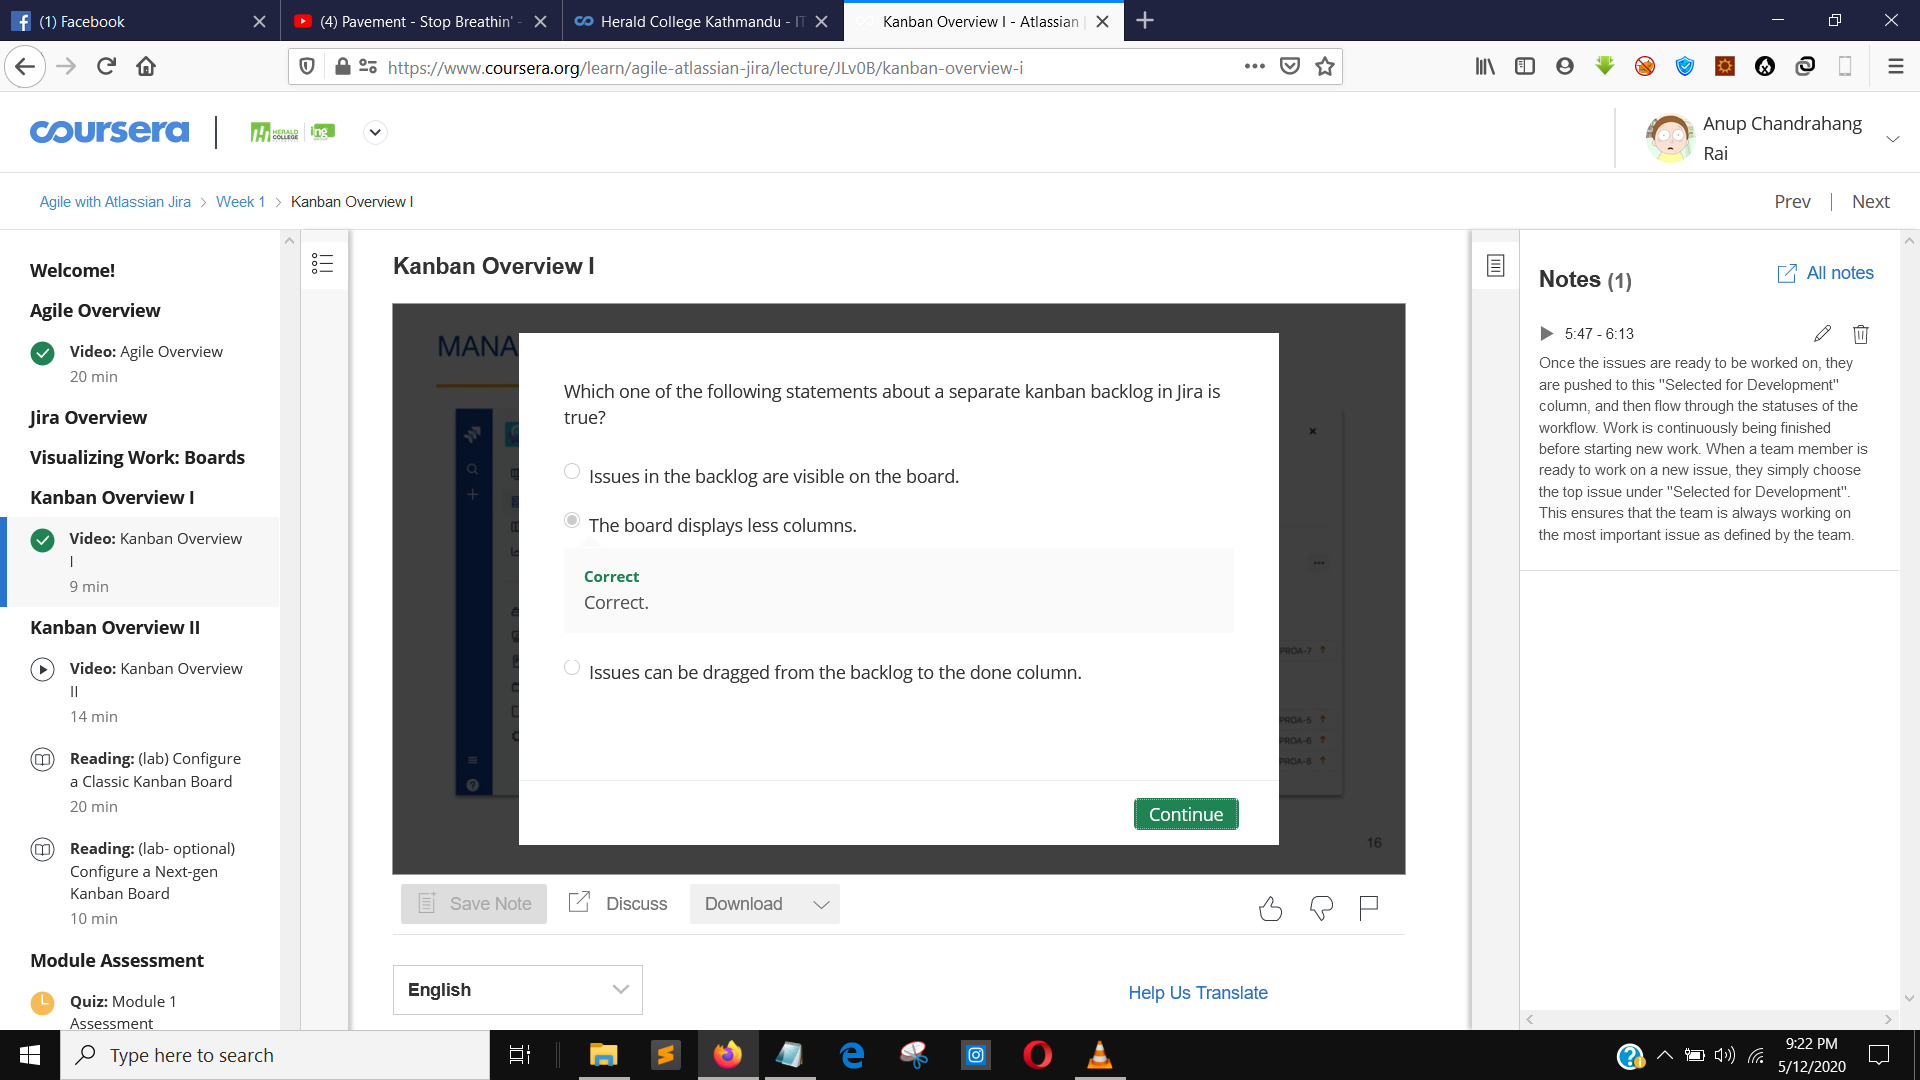 (1) Facebook
(4) Pavement - Stop Breathin' -
Herald College Kathmandu - IT
Kanban Overview I - Atlassian |
https://www.coursera.org/learn/agile-atlassian-jira/lecture/JLv0B/kanban-overview-i
coursera
HERALD COLLEGE
ing
Anup Chandrahang
Rai
Agile with Atlassian Jira > Week 1 > Kanban Overview I
Prev | Next
Welcome!
Agile Overview
Video: Agile Overview
20 min
Jira Overview
Visualizing Work: Boards
Kanban Overview I
Video: Kanban Overview
I
9 min
Kanban Overview II
Video: Kanban Overview
II
14 min
Reading: (lab) Configure
a Classic Kanban Board
20 min
Reading: (lab- optional)
Configure a Next-gen
Kanban Board
10 min
Module Assessment
Quiz: Module 1
Assessment
Kanban Overview I
MANA
Which one of the following statements about a separate kanban backlog in Jira is
true?
Issues in the backlog are visible on the board.
The board displays less columns.
Correct
Correct.
Issues can be dragged from the backlog to the done column.
Continue
PROA-7
PROA-5
PROA-6
PROA-8
16
Save Note
Discuss
Download
English
Help Us Translate
Notes (1)
All notes
5:47 - 6:13
Once the issues are ready to be worked on, they
are pushed to this "Selected for Development"
column, and then flow through the statuses of the
workflow. Work is continuously being finished
before starting new work. When a team member is
ready to work on a new issue, they simply choose
the top issue under "Selected for Development".
This ensures that the team is always working on
the most important issue as defined by the team.
Type here to search
9:22 PM
5/12/2020